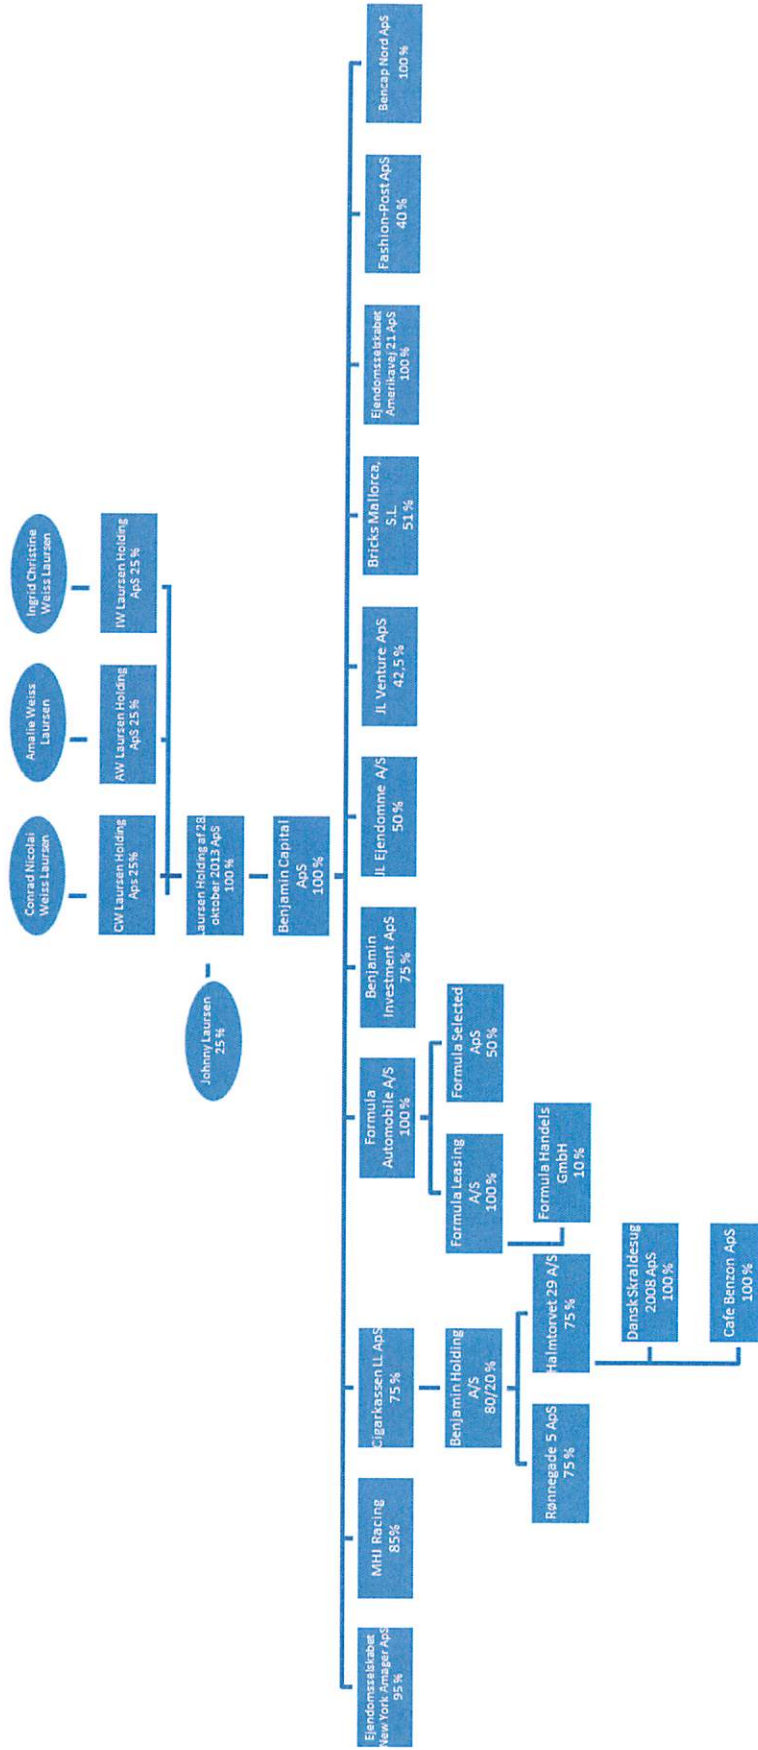 Conrad Nicolai
Weiss Laursen
Amalie Weiss
Laursen
Ingrid Christine
Weiss Laursen
CW Laursen Holding
Aps 25%
AW Laursen Holding
ApS 25 %
IW Laursen Holding
ApS 25 %
Johnny Laursen
25 %
Laursen Holding af 28.
oktober 2013 ApS
100 %
Benjamin Capital
ApS
100 %
Ejendomsselskabet
New York Amager ApS
95 %
MHJ Racing
85%
Cigarkassen LL ApS
75 %
Formula
Automobile A/S
100 %
Benjamin
Investment ApS
75 %
JL Ejendomme A/S
50 %
JL Venture ApS
42,5 %
Bricks Mallorca,
S.L.
51 %
Ejendomsselskabet
Amerikavej 21 ApS
100 %
Fashion-Post ApS
40 %
Bencap Nord ApS
100 %
Benjamin Holding
A/S
80/20 %
Formula Leasing
A/S
100 %
Formula Selected
ApS
50 %
Rønnegade 5 ApS
75 %
Halmtorvet 29 A/S
75 %
Formula Handels
GmbH
10 %
Dansk Skraldesug
2008 ApS
100 %
Cafe Benzon ApS
100 %